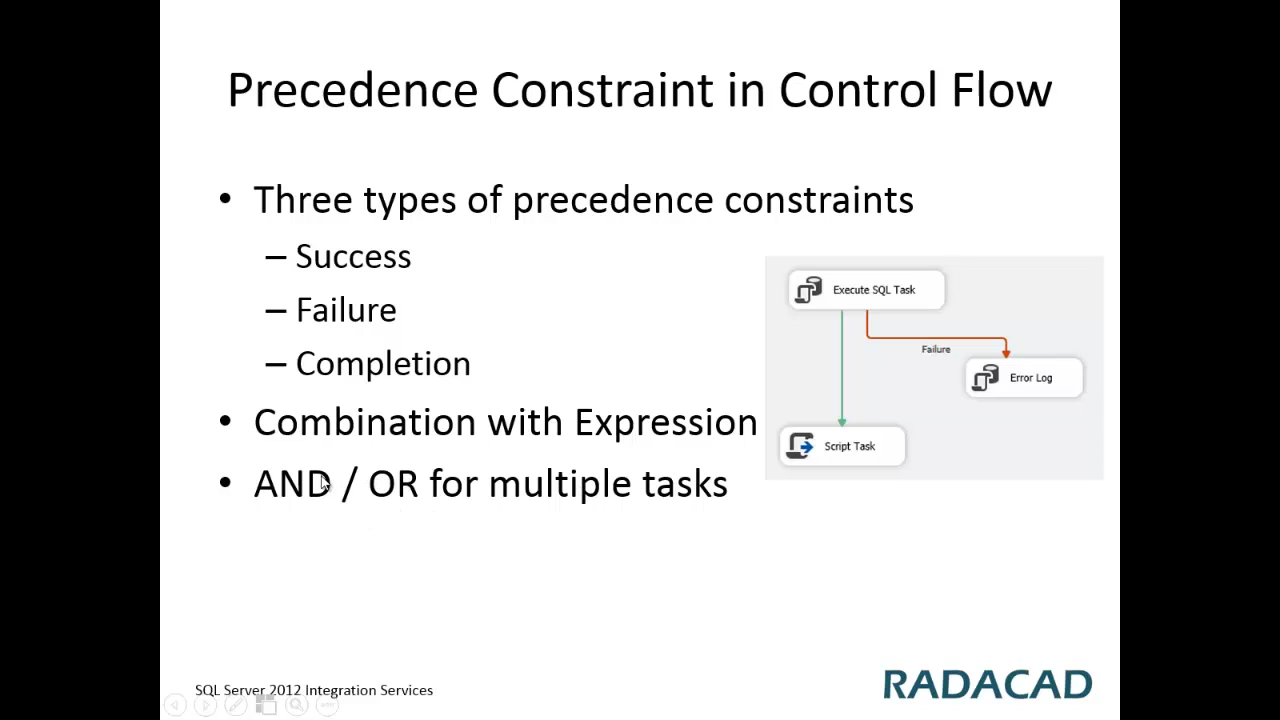 Precedence Constraint in Control Flow
• Three types of precedence constraints
– Success
– Failure
– Completion
• Combination with Expression
• AND / OR for multiple tasks
Execute SQL Task
Failure
Error Log
Script Task
SQL Server 2012 Integration Services
RADACAD